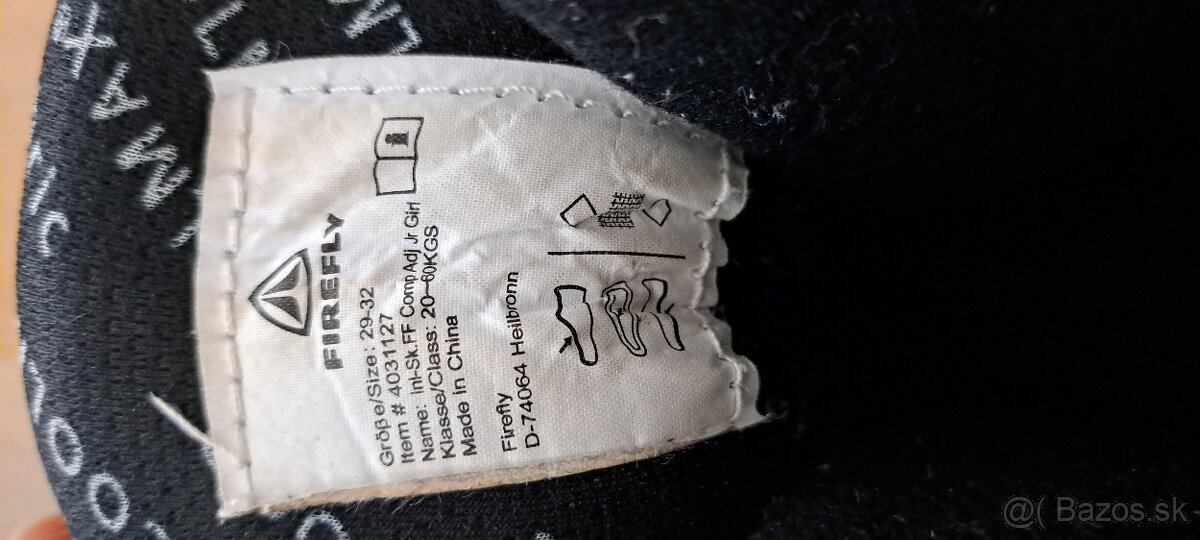 FIREFLY
Größe/Size: 29-32
Item # 4031127
Name: Inl-Sk.FF CompAdj Jr Girl
Klasse/Class: 20-60KGS
Made in China
Firefly
D-74064 Heilbronn
@( Bazos.sk